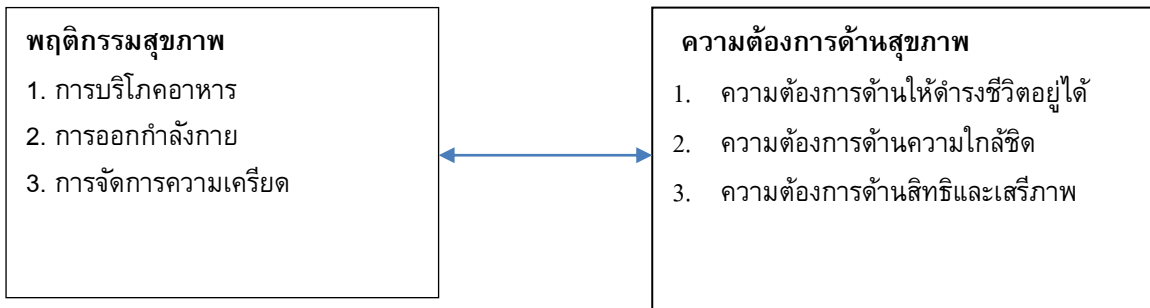 พฤติกรรมสุขภาพ
1. การบริโภคอาหาร
2. การออกกำลังกาย
3. การจัดการความเครียด
ความต้องการด้านสุขภาพ
1. ความต้องการด้านให้ดำรงชีวิตอยู่ได้
2. ความต้องการด้านความใกล้ชิด
3. ความต้องการด้านสิทธิและเสรีภาพ